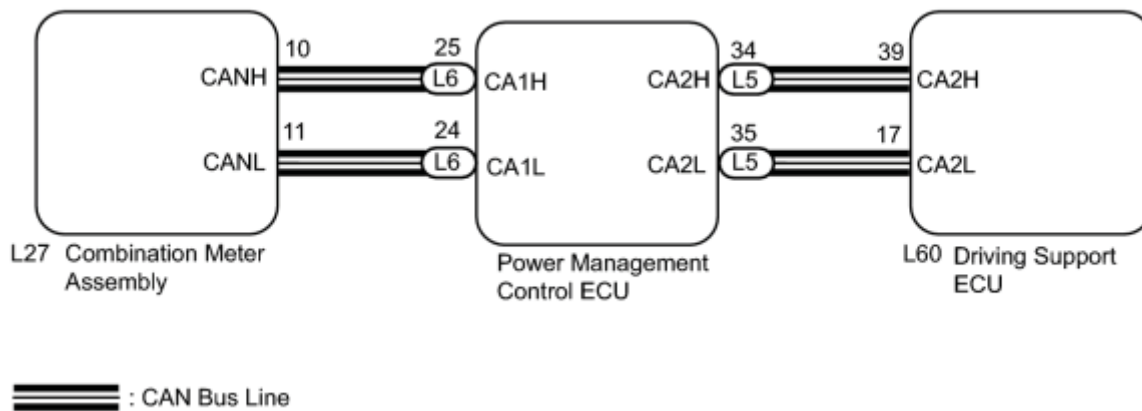 10 25 34 39
CANH L6 CA1H CA2H L5 CA2H
11 24 35 17
CANL L6 CA1L CA2L L5 CA2L
L27 Combination Meter
Assembly
Power Management
Control ECU
L60 Driving Support
ECU
: CAN Bus Line